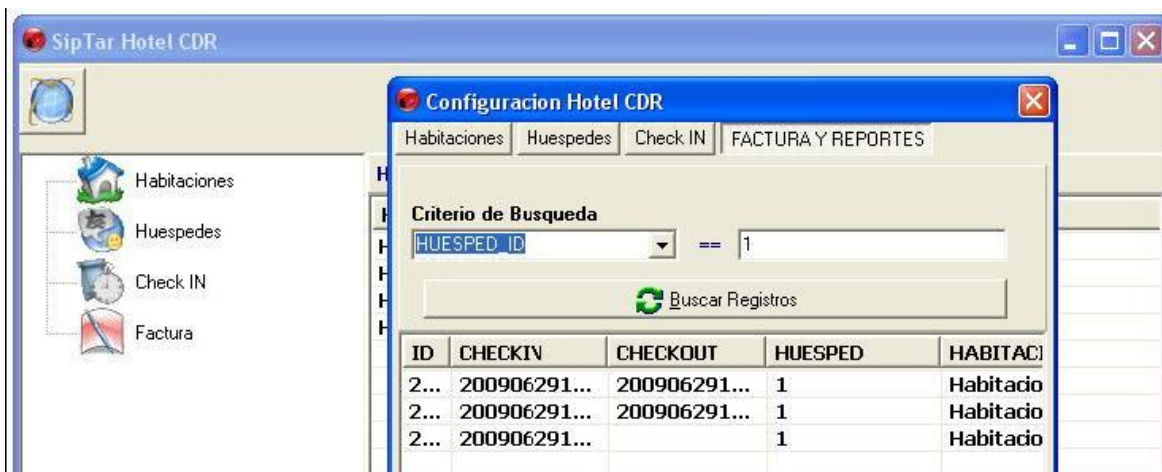 SipTar Hotel CDR
Configuracion Hotel CDR
Habitaciones Huespedes Check IN FACTURA Y REPORTES
Habitaciones
Huespedes
Check IN
Factura
Criterio de Busqueda
HUESPED_ID == 1
Buscar Registros
ID CHECKIN CHECKOUT HUESPED HABITACI
2... 200906291... 200906291... 1 Habitacio
2... 200906291... 200906291... 1 Habitacio
2... 200906291... 1 Habitacio